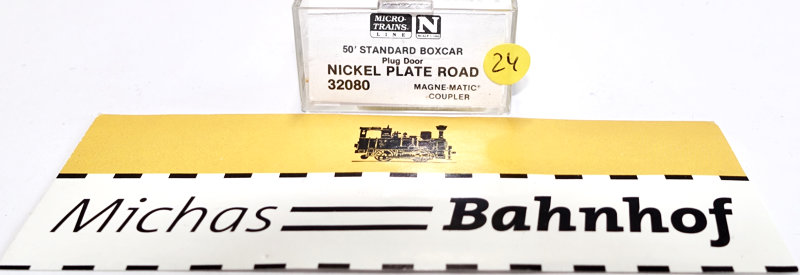 MICRO-
TRAINS
LINE
N
50' STANDARD BOXCAR
Plug Door
NICKEL PLATE ROAD
32080
MAGNE-MATIC®
COUPLER
24
Michas Bahnhof